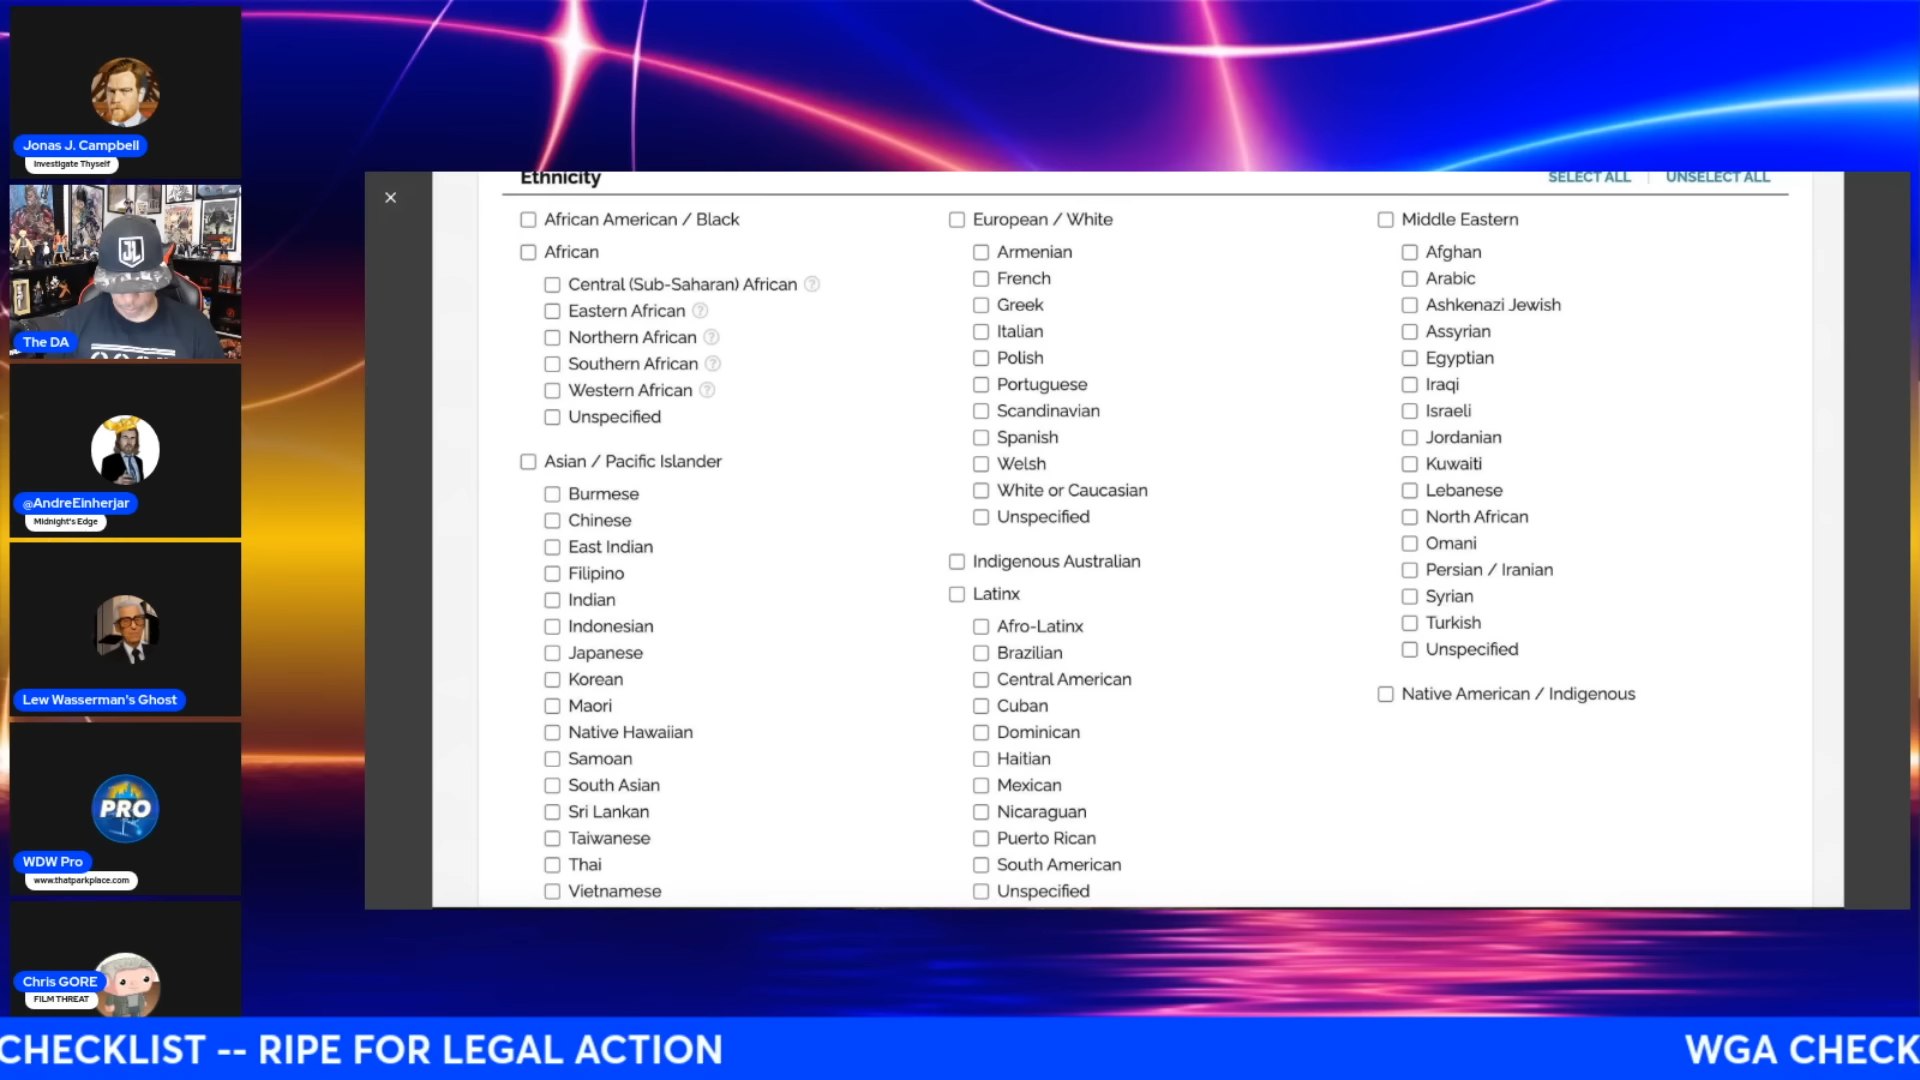 Jonas J. Campbell
Investigate Thyself
JL
The DA
@AndreEinherjar
Midnight's Edge
Lew Wasserman's Ghost
PRO
WDW Pro
www.thatparkplace.com
Chris GORE
FILM THREAT
Ethnicity
SELECT ALL | UNSELECT ALL
African American / Black
African
Central (Sub-Saharan) African ?
Eastern African ?
Northern African ?
Southern African ?
Western African ?
Unspecified
Asian / Pacific Islander
Burmese
Chinese
East Indian
Filipino
Indian
Indonesian
Japanese
Korean
Maori
Native Hawaiian
Samoan
South Asian
Sri Lankan
Taiwanese
Thai
Vietnamese
European / White
Armenian
French
Greek
Italian
Polish
Portuguese
Scandinavian
Spanish
Welsh
White or Caucasian
Unspecified
Indigenous Australian
Latinx
Afro-Latinx
Brazilian
Central American
Cuban
Dominican
Haitian
Mexican
Nicaraguan
Puerto Rican
South American
Unspecified
Middle Eastern
Afghan
Arabic
Ashkenazi Jewish
Assyrian
Egyptian
Iraqi
Israeli
Jordanian
Kuwaiti
Lebanese
North African
Omani
Persian / Iranian
Syrian
Turkish
Unspecified
Native American / Indigenous
CHECKLIST -- RIPE FOR LEGAL ACTION
WGA CHECK